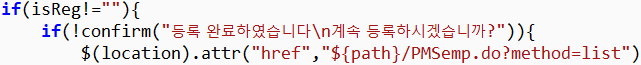 if(isReg!=""){
if(!confirm("등록 완료하였습니다\n계속 등록하시겠습니까?")){
$(location).attr("href","${path}/PMSemp.do?method=list")